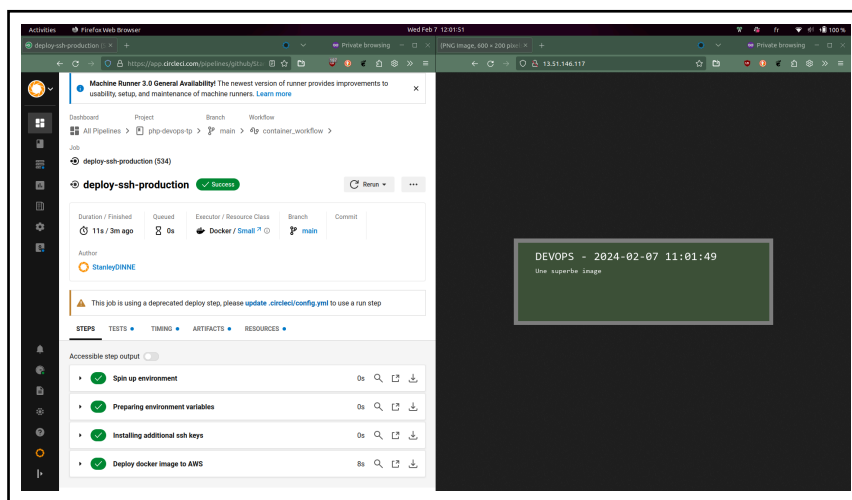 Activities
Firefox Web Browser
Wed Feb 7 12:01:51
fr
100 %
deploy-ssh-production (
Private browsing
(PNG Image, 600 × 200 pixel
Private browsing
https://app.circleci.com/pipelines/github/Sta
13.51.146.117
Machine Runner 3.0 General Availability! The newest version of runner provides improvements to
usability, setup, and maintenance of machine runners. Learn more
Dashboard Project Branch Workflow
All Pipelines > php-devops-tp > main > container_workflow >
Job
deploy-ssh-production (534)
deploy-ssh-production
Success
Rerun
Duration / Finished Queued Executor / Resource Class Branch Commit
11s / 3m ago 0s Docker / Small main
Author
StanleyDINNE
This job is using a deprecated deploy step, please update .circleci/config.yml to use a run step
STEPS TESTS TIMING ARTIFACTS RESOURCES
Accessible step output
Spin up environment 0s
Preparing environment variables 0s
Installing additional ssh keys 0s
Deploy docker image to AWS 8s
DEVOPS - 2024-02-07 11:01:49
Une superbe image